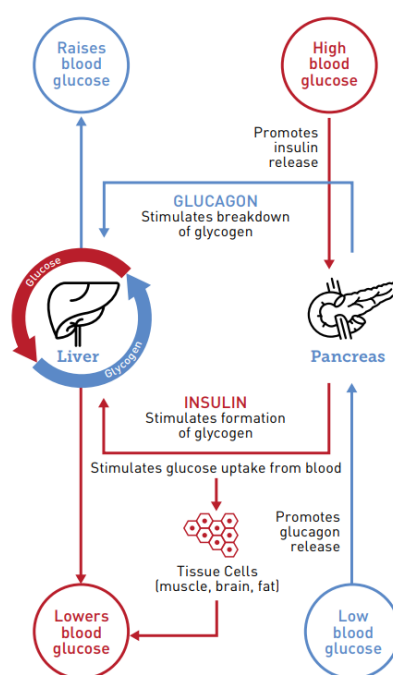 Raises
blood
glucose
High
blood
glucose
Promotes
insulin
release
GLUCAGON
Stimulates breakdown
of glycogen
Glucose
Liver
Glycogen
Pancreas
INSULIN
Stimulates formation
of glycogen
Stimulates glucose uptake from blood
Promotes
glucagon
release
Tissue Cells
(muscle, brain, fat)
Lowers
blood
glucose
Low
blood
glucose